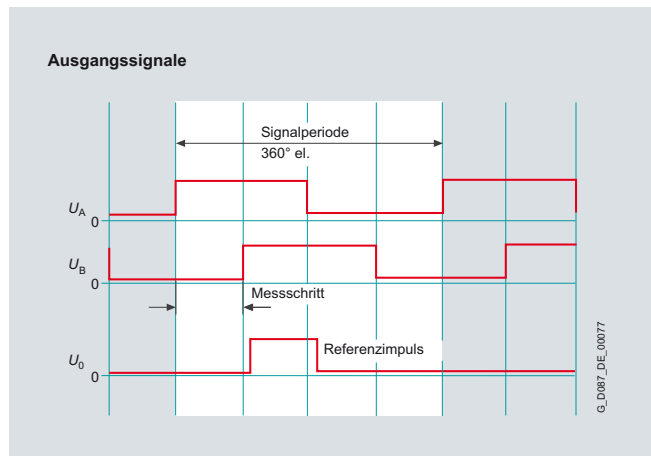 Ausgangssignale
Signalperiode
360° el.
UA
0
UB
0
Messschritt
U0
0
Referenzimpuls
G_D087_DE_00077